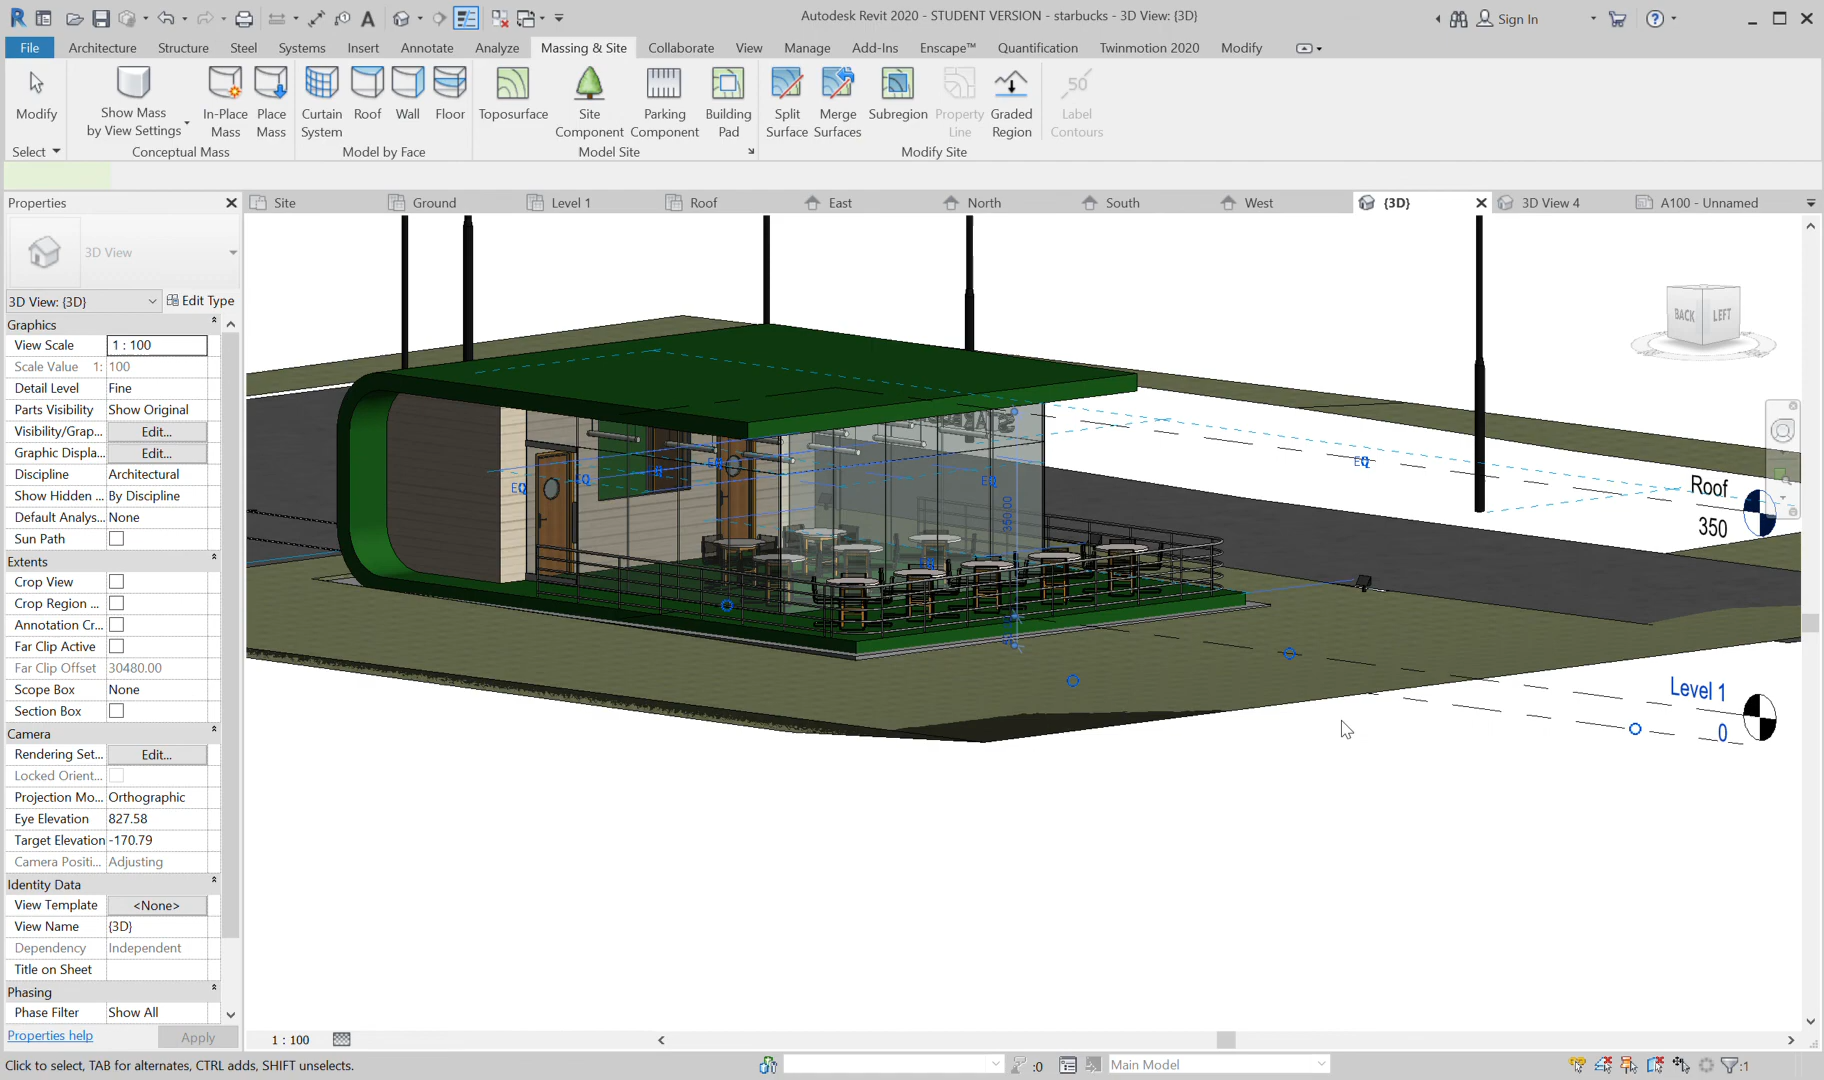 Autodesk Revit 2020 - STUDENT VERSION - starbucks - 3D View: {3D}
Sign In
File Architecture Structure Steel Systems Insert Annotate Analyze Massing & Site Collaborate View Manage Add-Ins Enscape™ Quantification Twinmotion 2020 Modify
Modify
Show Mass
by View Settings
In-Place
Mass
Place
Mass
Curtain
System
Roof
Wall
Floor
Toposurface
Site
Component
Parking
Component
Building
Pad
Split
Surface
Merge
Surfaces
Subregion
Property
Line
Graded
Region
50
Label
Contours
Select
Conceptual Mass
Model by Face
Model Site
Modify Site
Properties
Site Ground Level 1 Roof East North South West {3D} 3D View 4 A100 - Unnamed
3D View
3D View: {3D} Edit Type
Graphics
View Scale 1 : 100
Scale Value 1: 100
Detail Level Fine
Parts Visibility Show Original
Visibility/Grap... Edit...
Graphic Displa... Edit...
Discipline Architectural
Show Hidden ... By Discipline
Default Analys... None
Sun Path
Extents
Crop View
Crop Region ...
Annotation Cr...
Far Clip Active
Far Clip Offset 30480.00
Scope Box None
Section Box
Camera
Rendering Set... Edit...
Locked Orient...
Projection Mo... Orthographic
Eye Elevation 827.58
Target Elevation -170.79
Camera Positi... Adjusting
Identity Data
View Template <None>
View Name {3D}
Dependency Independent
Title on Sheet
Phasing
Phase Filter Show All
Properties help Apply
BACK LEFT
EQ
EQ
EQ
EQ
EQ
EQ
350.00
Roof
350
Level 1
0
1 : 100
Click to select, TAB for alternates, CTRL adds, SHIFT unselects.
:0
Main Model
:1